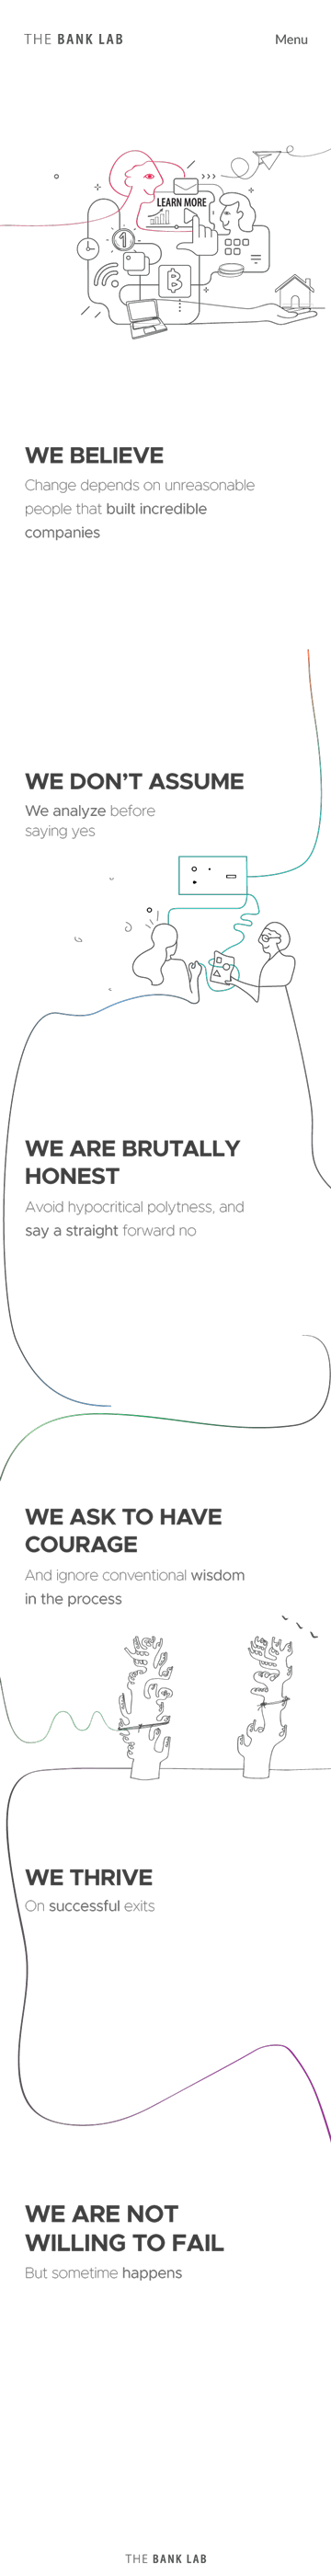 THE BANK LAB
Menu
LEARN MORE
WE BELIEVE
Change depends on unreasonable
people that built incredible
companies
WE DON’T ASSUME
We analyze before
saying yes
WE ARE BRUTALLY
HONEST
Avoid hypocritical polytness, and
say a straight forward no
WE ASK TO HAVE
COURAGE
And ignore conventional wisdom
in the process
WE THRIVE
On successful exits
WE ARE NOT
WILLING TO FAIL
But sometime happens
THE BANK LAB